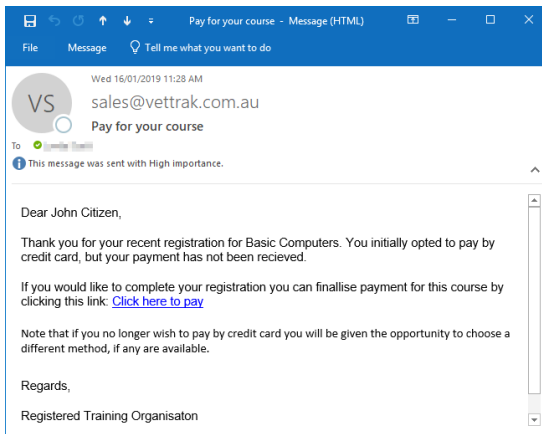 Pay for your course - Message (HTML)
File Message Tell me what you want to do
Wed 16/01/2019 11:28 AM
VS
sales@vettrak.com.au
Pay for your course
To
This message was sent with High importance.
Dear John Citizen,
Thank you for your recent registration for Basic Computers. You initially opted to pay by
credit card, but your payment has not been recieved.
If you would like to complete your registration you can finallise payment for this course by
clicking this link: Click here to pay
Note that if you no longer wish to pay by credit card you will be given the opportunity to choose a
different method, if any are available.
Regards,
Registered Training Organisaton